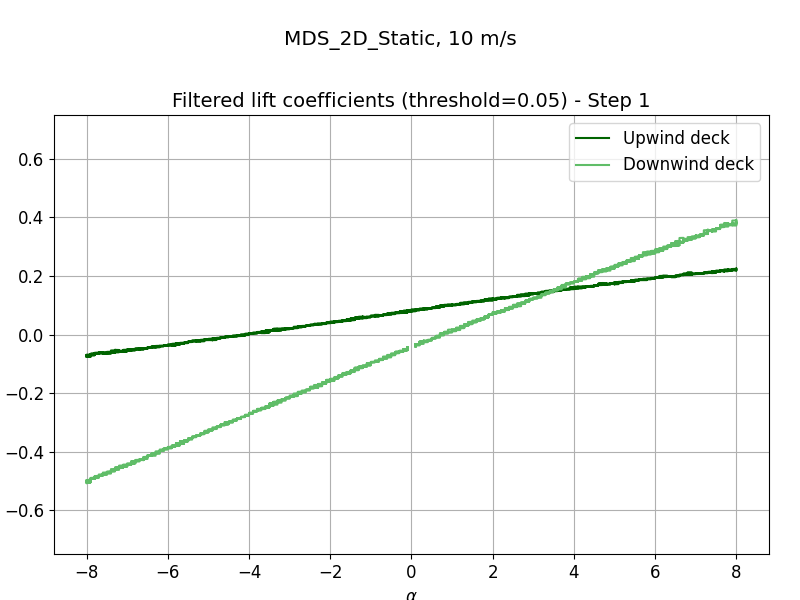 MDS_2D_Static, 10 m/s
Filtered lift coefficients (threshold=0.05) - Step 1
Upwind deck
Downwind deck
0.6
0.4
0.2
0.0
−0.2
−0.4
−0.6
−8 −6 −4 −2 0 2 4 6 8
α